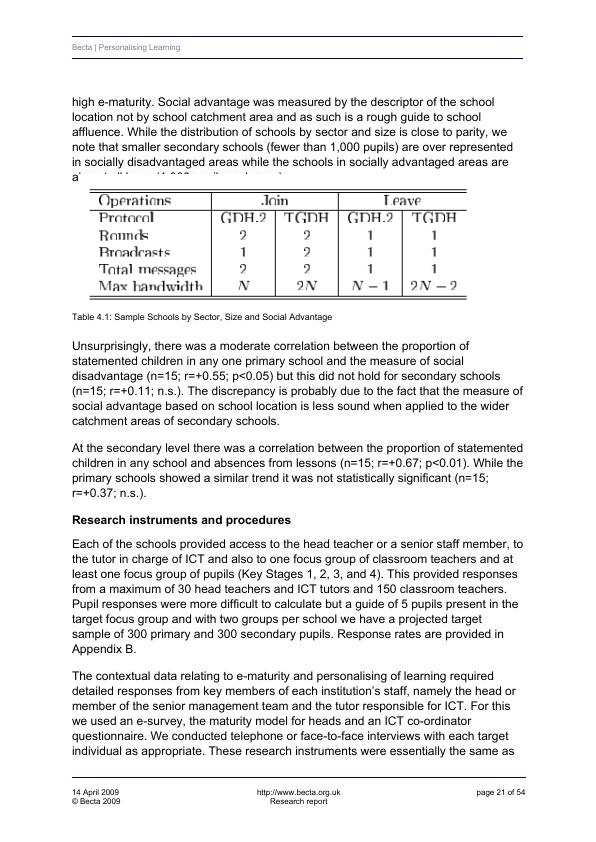 Becta | Personalising Learning
high e-maturity. Social advantage was measured by the descriptor of the school
location not by school catchment area and as such is a rough guide to school
affluence. While the distribution of schools by sector and size is close to parity, we
note that smaller secondary schools (fewer than 1,000 pupils) are over represented
in socially disadvantaged areas while the schools in socially advantaged areas are
Operations Join Leave
Protocol GDH.2 TGDH GDH.2 TGDH
Rounds 2 2 1 1
Broadcasts 1 2 1 1
Total messages 2 2 1 1
Max bandwidth N 2N N − 1 2N − 2
Table 4.1: Sample Schools by Sector, Size and Social Advantage
Unsurprisingly, there was a moderate correlation between the proportion of
statemented children in any one primary school and the measure of social
disadvantage (n=15; r=+0.55; p<0.05) but this did not hold for secondary schools
(n=15; r=+0.11; n.s.). The discrepancy is probably due to the fact that the measure of
social advantage based on school location is less sound when applied to the wider
catchment areas of secondary schools.
At the secondary level there was a correlation between the proportion of statemented
children in any school and absences from lessons (n=15; r=+0.67; p<0.01). While the
primary schools showed a similar trend it was not statistically significant (n=15;
r=+0.37; n.s.).
Research instruments and procedures
Each of the schools provided access to the head teacher or a senior staff member, to
the tutor in charge of ICT and also to one focus group of classroom teachers and at
least one focus group of pupils (Key Stages 1, 2, 3, and 4). This provided responses
from a maximum of 30 head teachers and ICT tutors and 150 classroom teachers.
Pupil responses were more difficult to calculate but a guide of 5 pupils present in the
target focus group and with two groups per school we have a projected target
sample of 300 primary and 300 secondary pupils. Response rates are provided in
Appendix B.
The contextual data relating to e-maturity and personalising of learning required
detailed responses from key members of each institution's staff, namely the head or
member of the senior management team and the tutor responsible for ICT. For this
we used an e-survey, the maturity model for heads and an ICT co-ordinator
questionnaire. We conducted telephone or face-to-face interviews with each target
individual as appropriate. These research instruments were essentially the same as
14 April 2009 http://www.becta.org.uk page 21 of 54
© Becta 2009 Research report